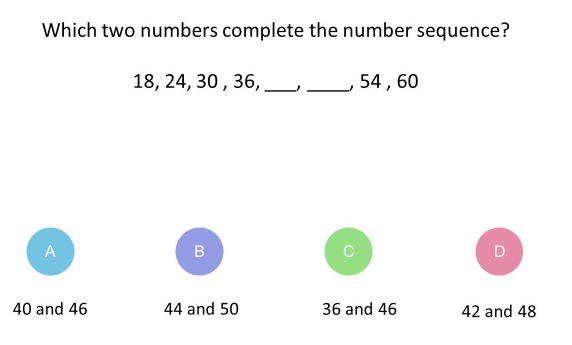 Which two numbers complete the number sequence?
18, 24, 30 , 36, ___, ____, 54 , 60
A B C D
40 and 46 44 and 50 36 and 46 42 and 48